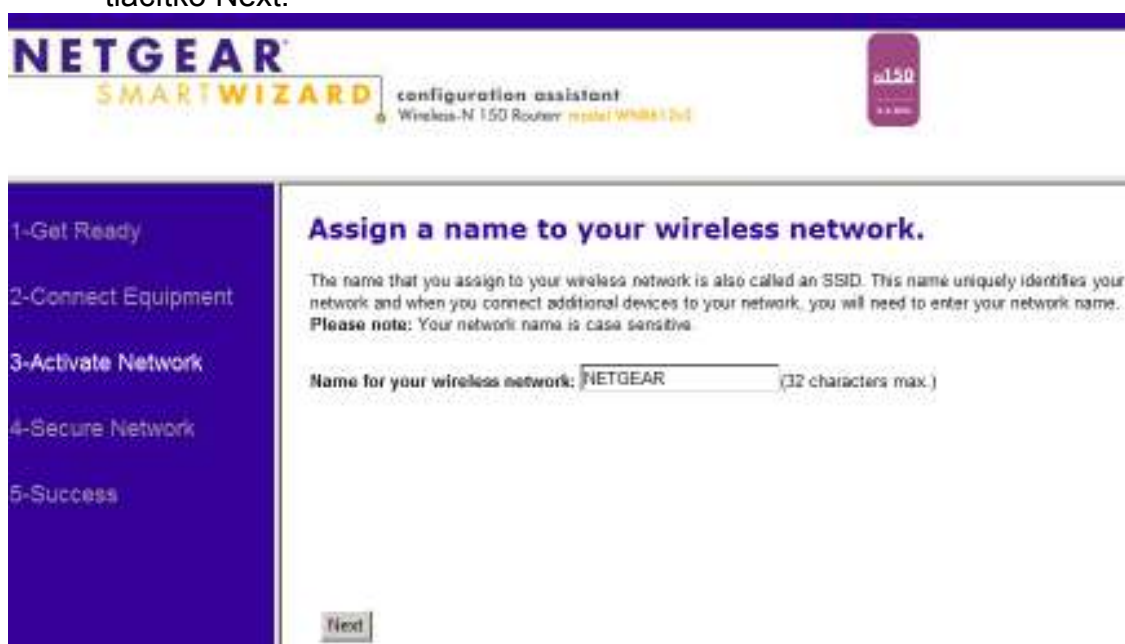 tlačítko Next.
NETGEAR
SMARTWIZARD
configuration assistant
Wireless-N 150 Router model WNR612v2
n150
1-Get Ready
2-Connect Equipment
3-Activate Network
4-Secure Network
5-Success
Assign a name to your wireless network.
The name that you assign to your wireless network is also called an SSID. This name uniquely identifies your
network and when you connect additional devices to your network, you will need to enter your network name.
Please note: Your network name is case sensitive.
Name for your wireless network: NETGEAR (32 characters max.)
Next